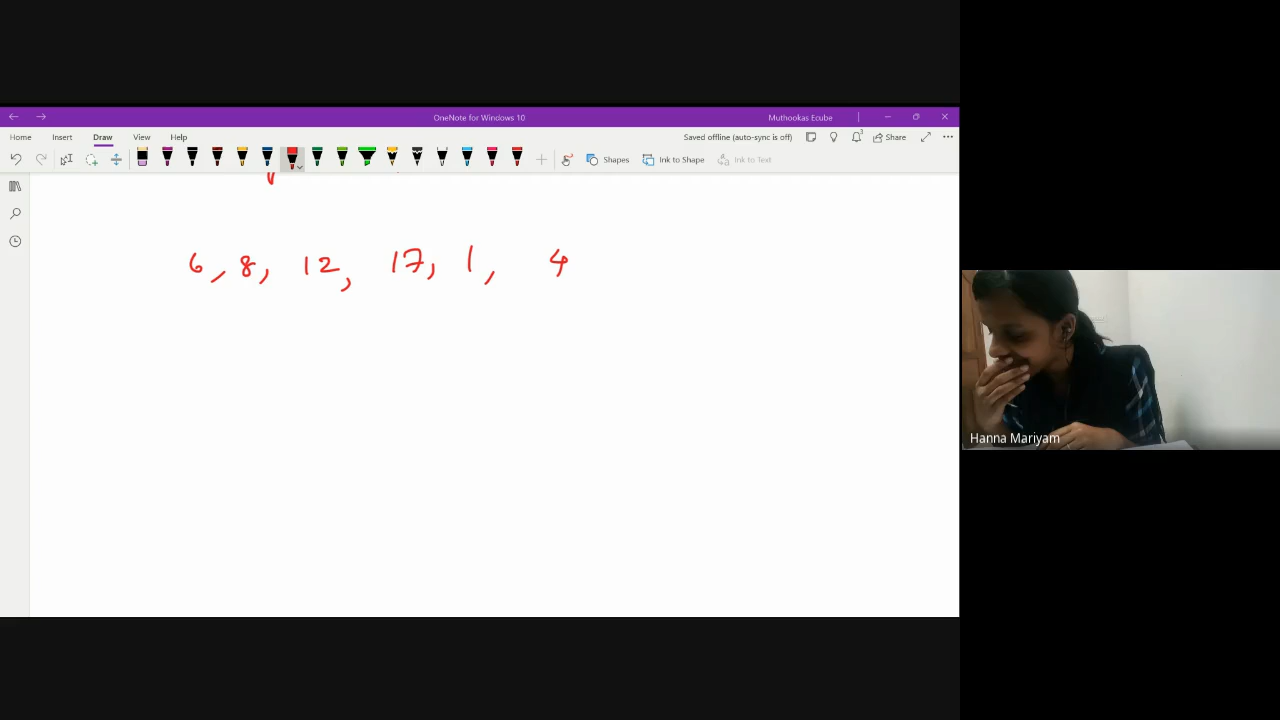 OneNote for Windows 10
Muthookas Ecube
Home Insert Draw View Help
Saved offline (auto-sync is off)
3
Share
Shapes
Ink to Shape
Ink to Text
6, 8, 12, 17, 1, 4
Hanna Mariyam